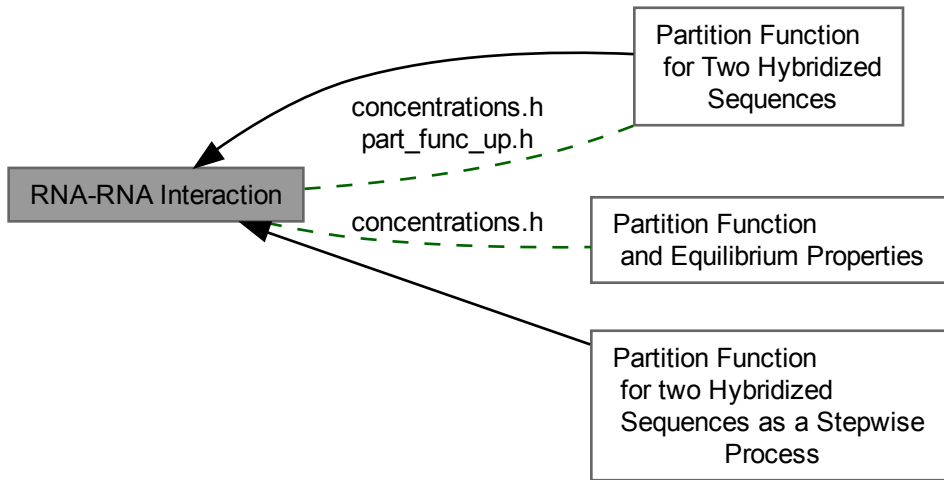 Partition Function
for Two Hybridized
Sequences
concentrations.h
part_func_up.h
RNA-RNA Interaction
concentrations.h
Partition Function
and Equilibrium Properties
Partition Function
for two Hybridized
Sequences as a Stepwise
Process